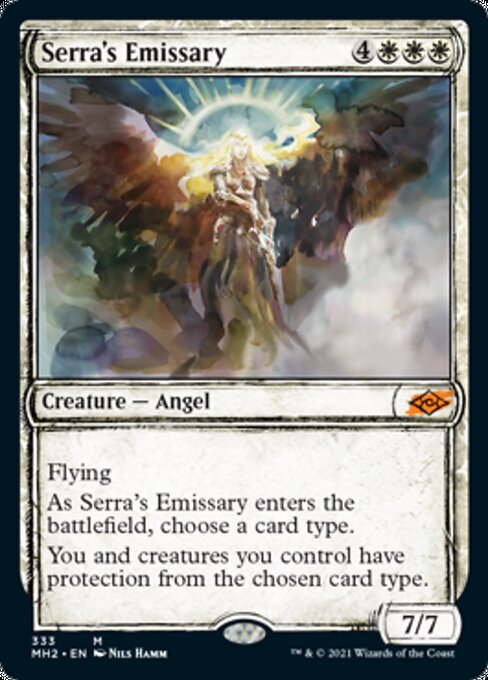 Serra's Emissary 4
Creature — Angel
Flying
As Serra's Emissary enters the
battlefield, choose a card type.
You and creatures you control have
protection from the chosen card type.
7/7
333 M
MH2 • EN Nils Hamm
™ & © 2021 Wizards of the Coast